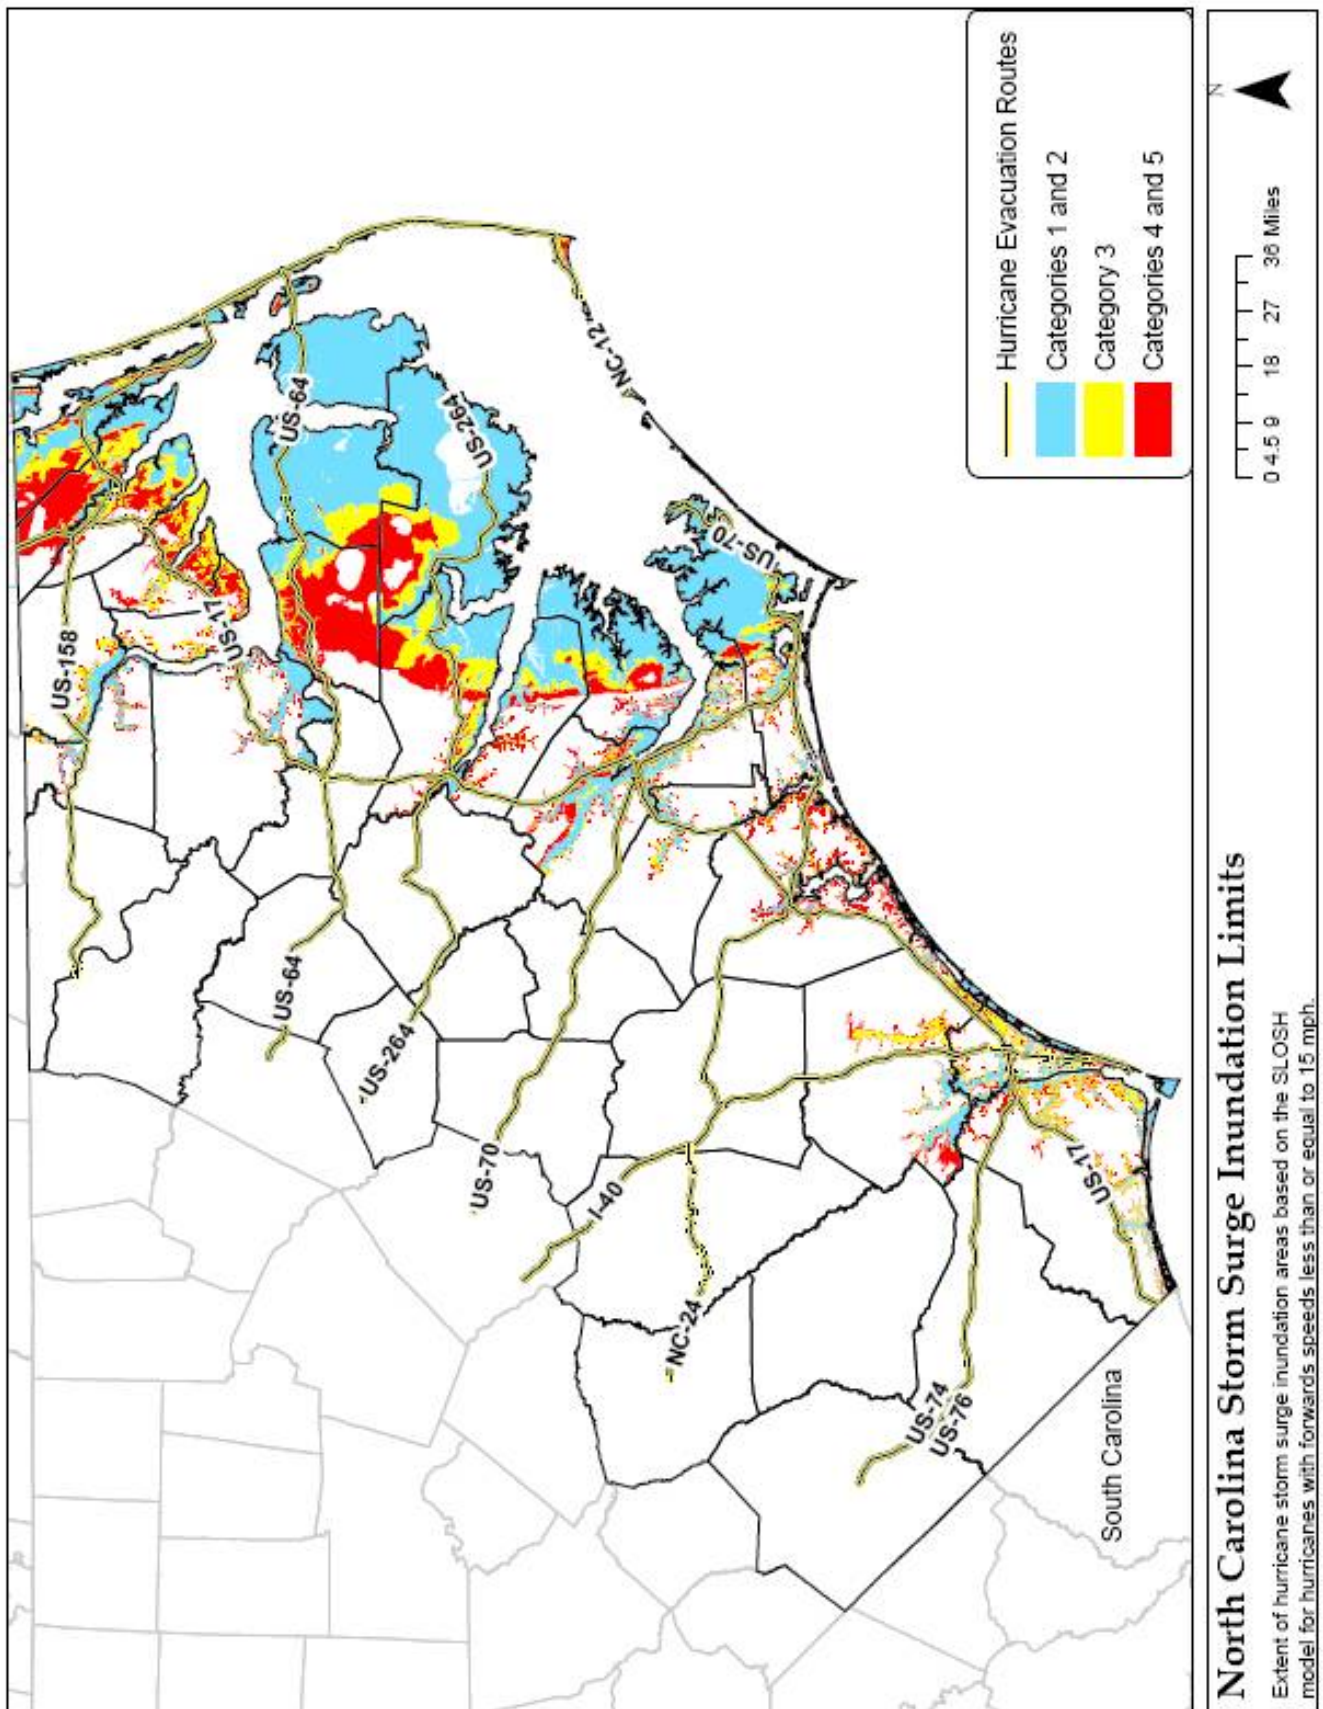 US-158
US-17
US-64
US-264
NC-12
US-70
US-64
US-264
US-70
I-40
NC-24
US-74
US-76
US-17
South Carolina
Hurricane Evacuation Routes
Categories 1 and 2
Category 3
Categories 4 and 5
North Carolina Storm Surge Inundation Limits
Extent of hurricane storm surge inundation areas based on the SLOSH
model for hurricanes with forwards speeds less than or equal to 15 mph.
0 4.5 9 18 27 36 Miles
N